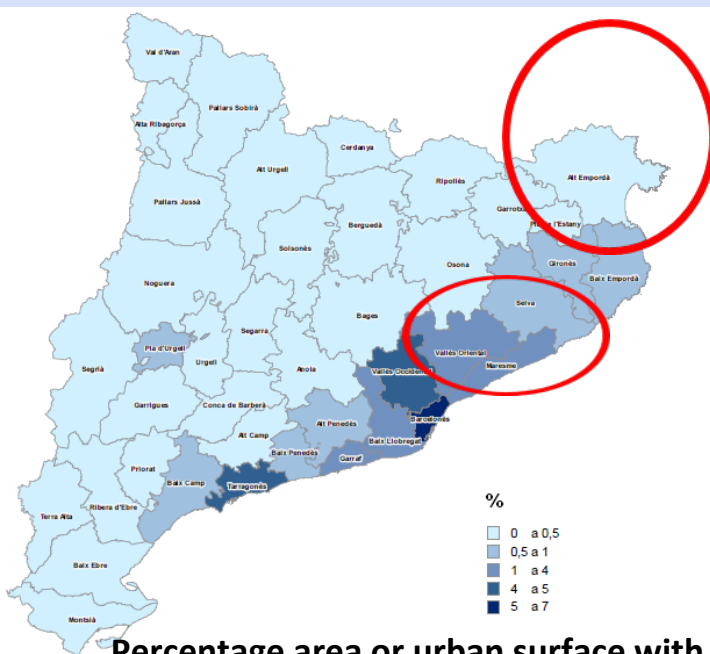 Val d'Aran
Pallars Sobirà
Alta Ribagorça
Cerdanya
Alt Urgell
Alt Empordà
Ripollès
Pallars Jussà
Garrotxa
l'Estany
Berguedà
Solsonès
Osona
Gironès
Baix Empordà
Noguera
Selva
Bages
Segarra
Pla d'Urgell
Urgell
Vallès Oriental
Maresme
Segrià
Anoia
Vallès Occidental
Garrigues
Conca de Barberà
Barcelonès
Alt Penedès
Alt Camp
Baix Llobregat
Baix Penedès
Garraf
Priorat
Baix Camp
Tarragonès
Ribera d'Ebre
Terra Alta
Baix Ebre
Montsià
%
0 a 0,5
0,5 a 1
1 a 4
4 a 5
5 a 7
Percentage area or urban surface with